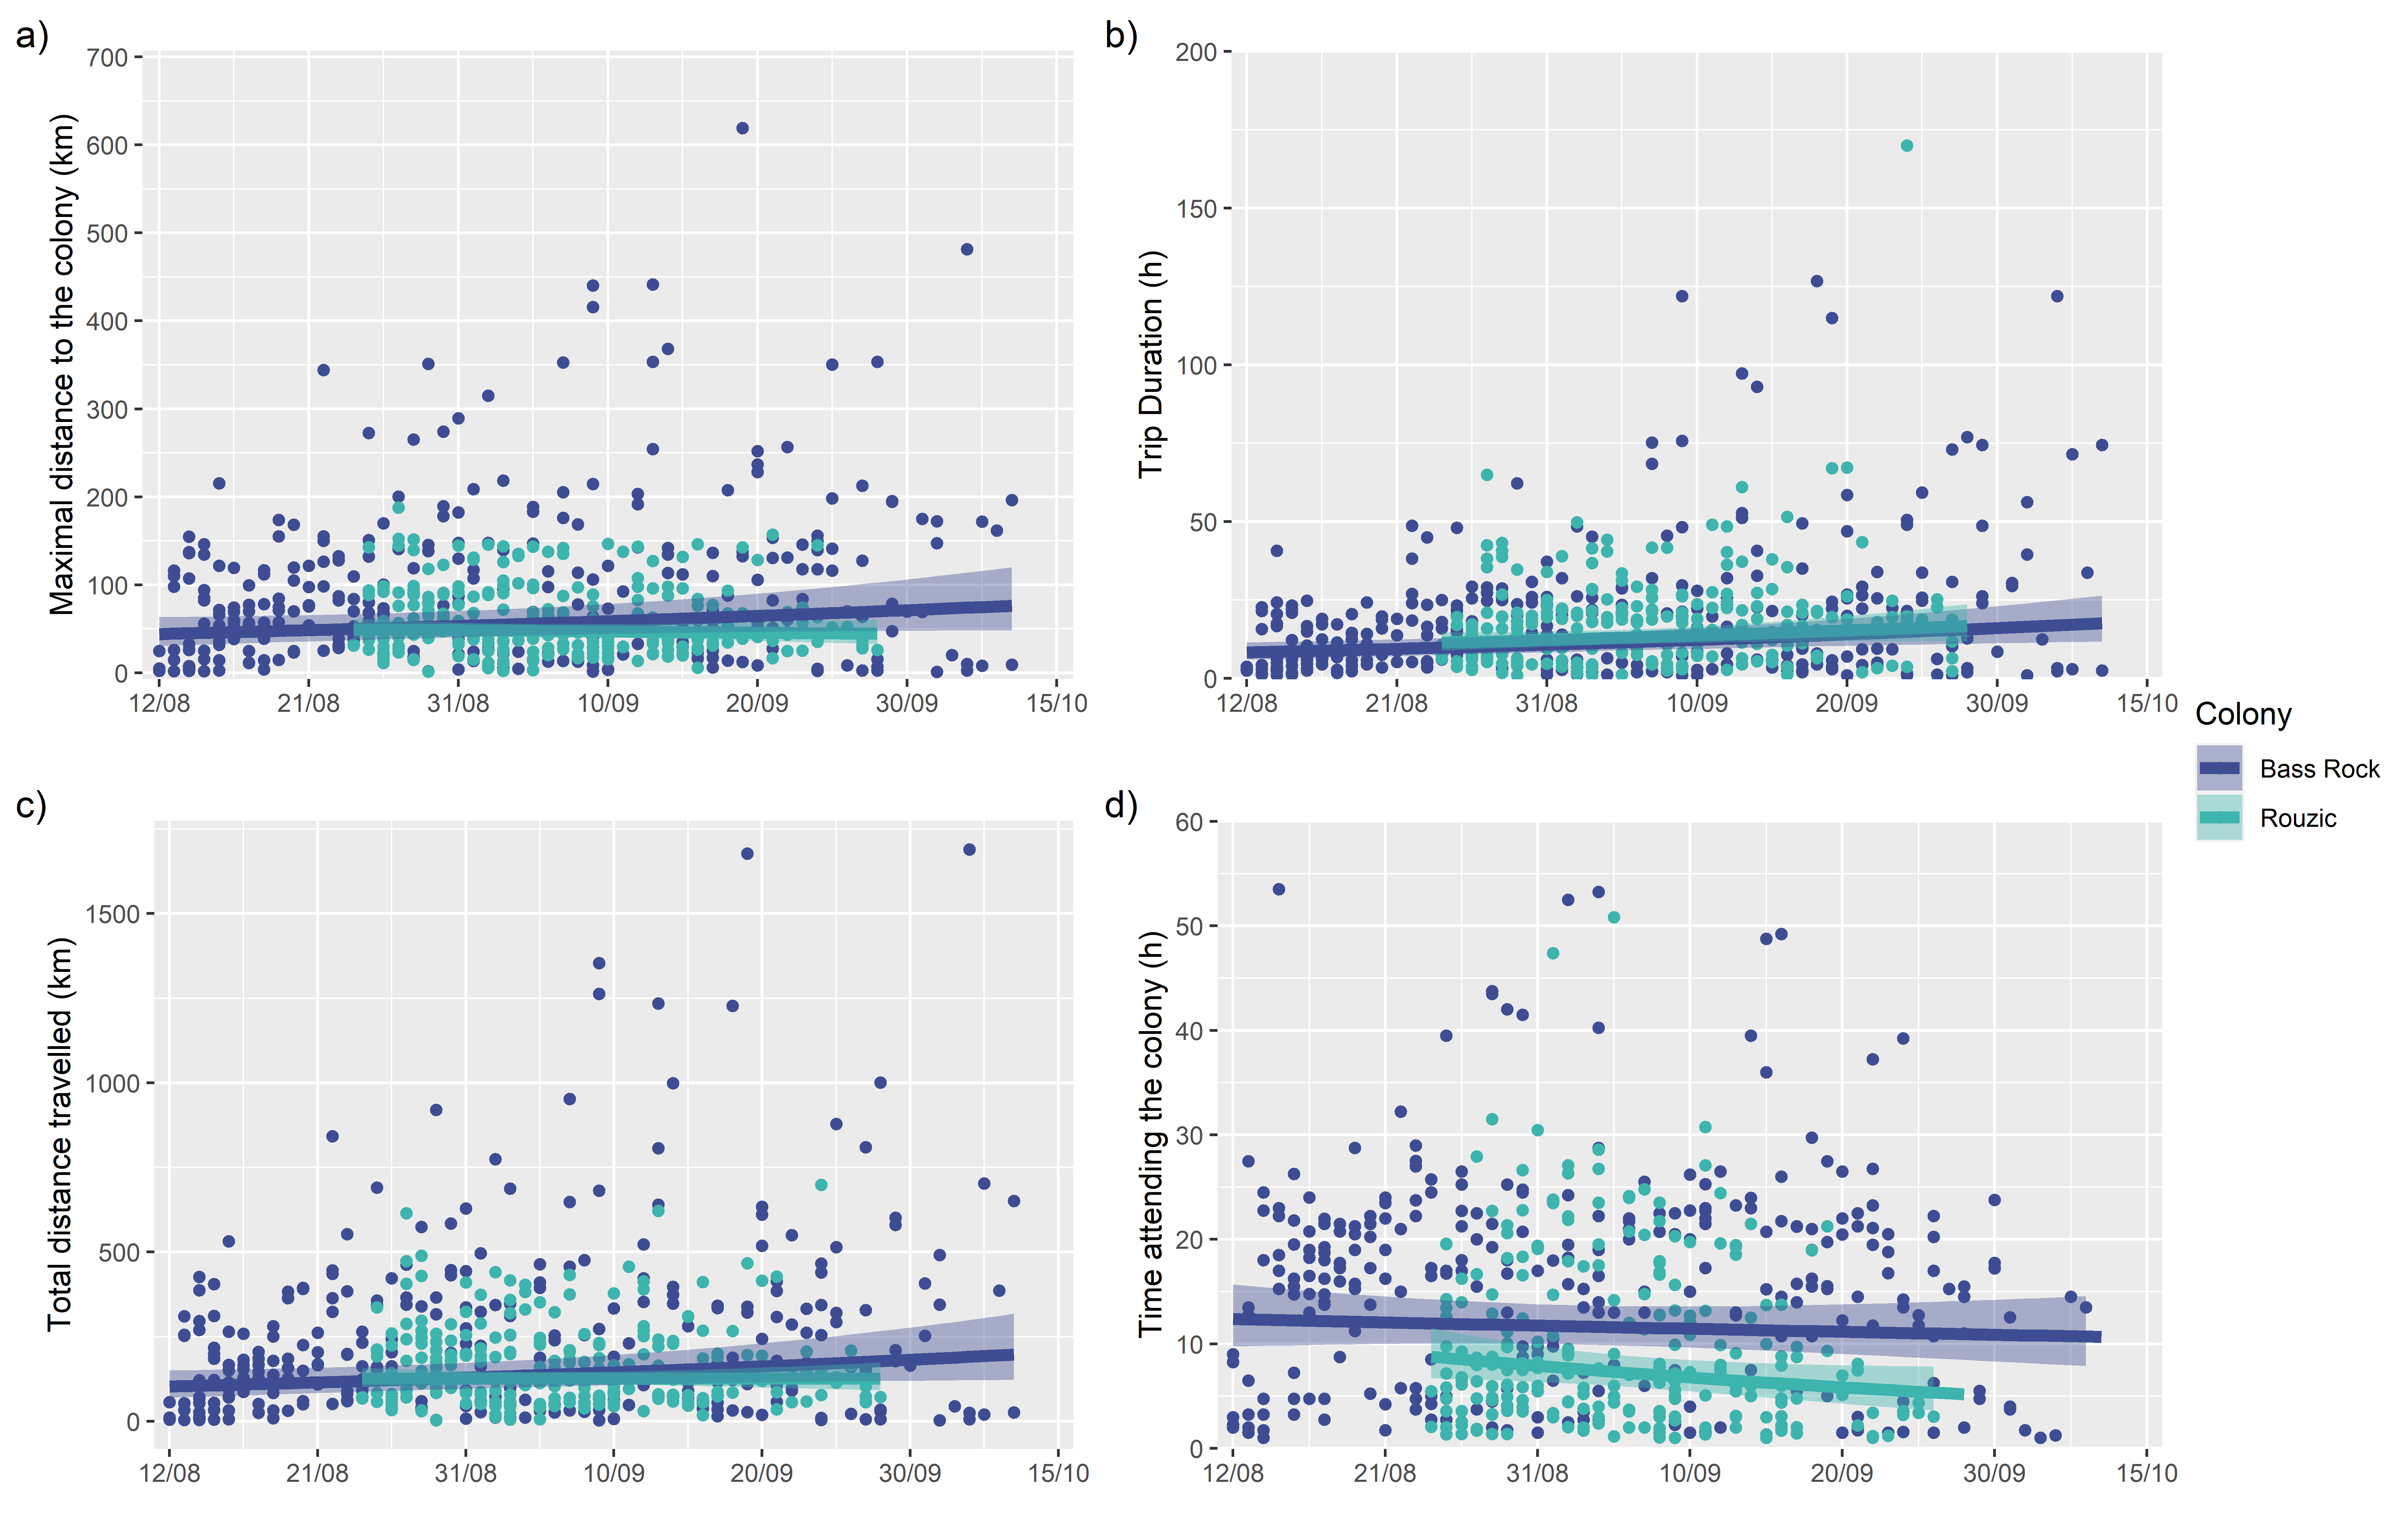 a)
Maximal distance to the colony (km)
700
600
500
400
300
200
100
0
12/08 21/08 31/08 10/09 20/09 30/09 15/10
b)
Trip Duration (h)
200
150
100
50
0
12/08 21/08 31/08 10/09 20/09 30/09 15/10
c)
Total distance travelled (km)
1500
1000
500
0
12/08 21/08 31/08 10/09 20/09 30/09 15/10
d)
Time attending the colony (h)
60
50
40
30
20
10
0
12/08 21/08 31/08 10/09 20/09 30/09 15/10
Colony
Bass Rock
Rouzic